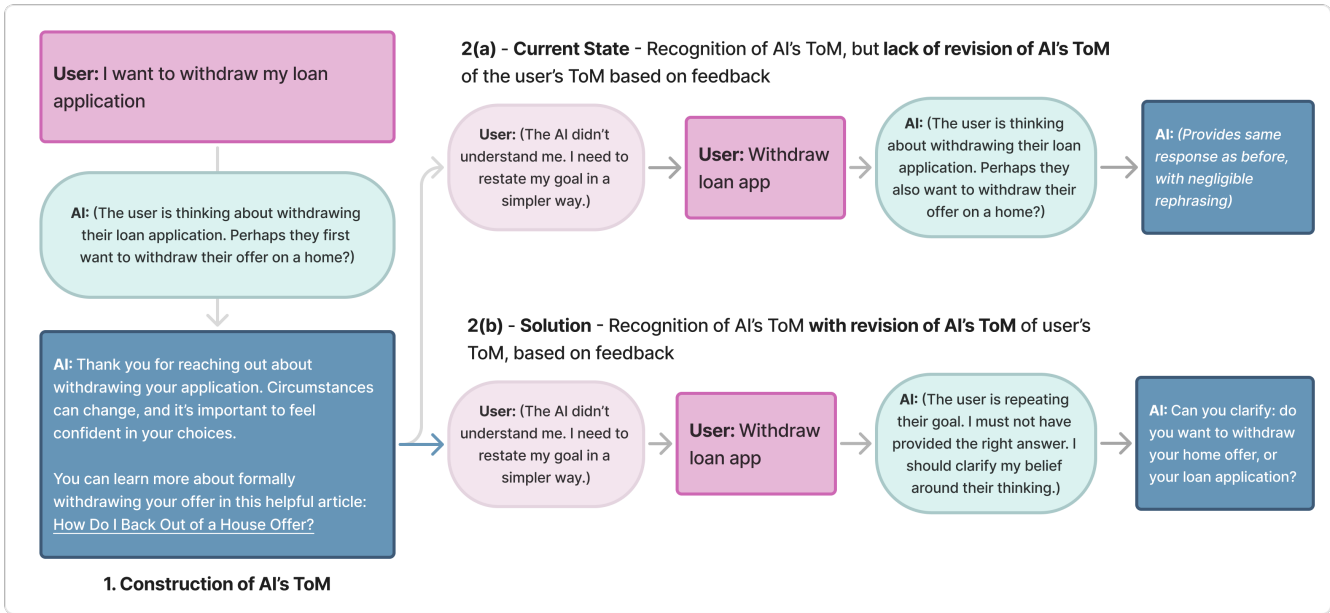 User: I want to withdraw my loan
application
AI: (The user is thinking about withdrawing
their loan application. Perhaps they first
want to withdraw their offer on a home?)
AI: Thank you for reaching out about
withdrawing your application. Circumstances
can change, and it's important to feel
confident in your choices.
You can learn more about formally
withdrawing your offer in this helpful article:
How Do I Back Out of a House Offer?
1. Construction of AI's ToM
2(a) - Current State - Recognition of AI's ToM, but lack of revision of AI's ToM
of the user's ToM based on feedback
User: (The AI didn't
understand me. I need to
restate my goal in a
simpler way.)
User: Withdraw
loan app
AI: (The user is thinking
about withdrawing their loan
application. Perhaps they
also want to withdraw their
offer on a home?)
AI: (Provides same
response as before,
with negligible
rephrasing)
2(b) - Solution - Recognition of AI's ToM with revision of AI's ToM of user's
ToM, based on feedback
User: (The AI didn't
understand me. I need to
restate my goal in a
simpler way.)
User: Withdraw
loan app
AI: (The user is repeating
their goal. I must not have
provided the right answer. I
should clarify my belief
around their thinking.)
AI: Can you clarify: do
you want to withdraw
your home offer, or
your loan application?